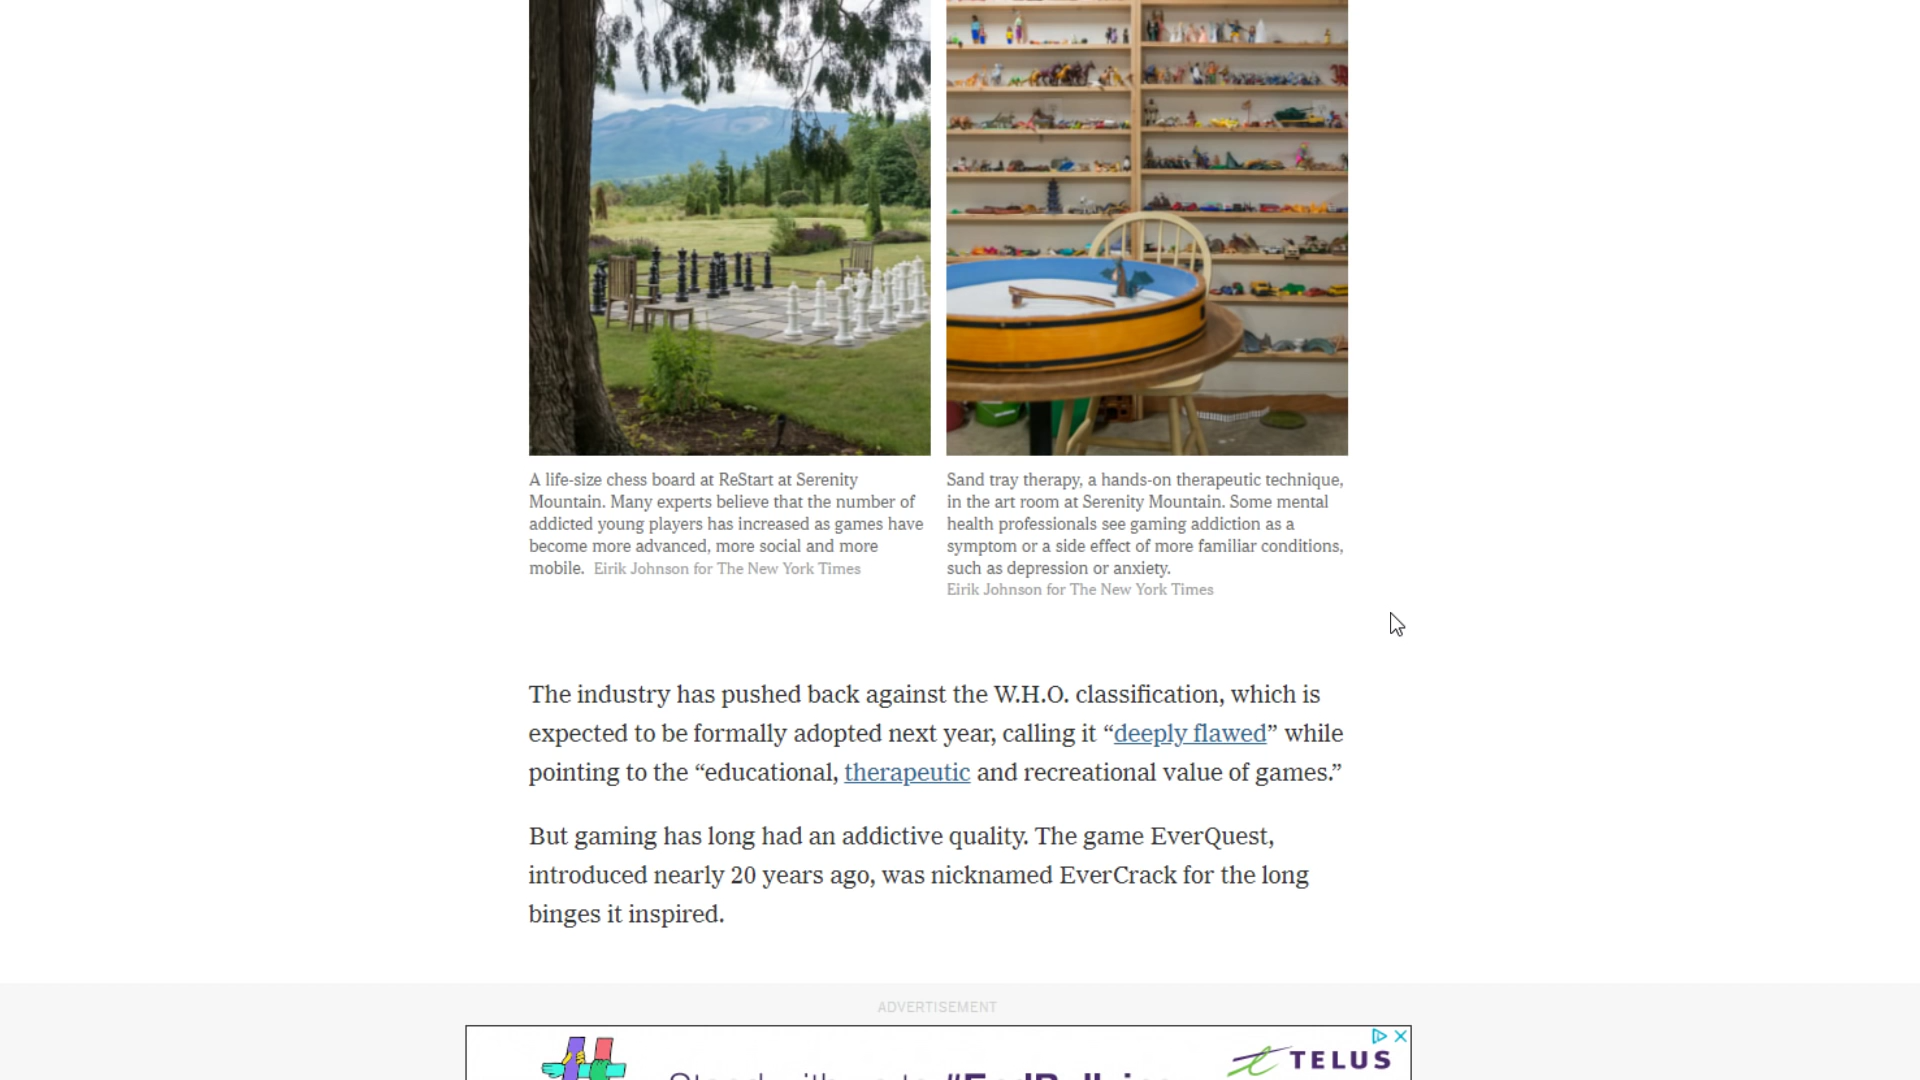 A life-size chess board at ReStart at Serenity
Mountain. Many experts believe that the number of
addicted young players has increased as games have
become more advanced, more social and more
mobile. Eirik Johnson for The New York Times
Sand tray therapy, a hands-on therapeutic technique,
in the art room at Serenity Mountain. Some mental
health professionals see gaming addiction as a
symptom or a side effect of more familiar conditions,
such as depression or anxiety.
Eirik Johnson for The New York Times
The industry has pushed back against the W.H.O. classification, which is
expected to be formally adopted next year, calling it “deeply flawed” while
pointing to the “educational, therapeutic and recreational value of games.”
But gaming has long had an addictive quality. The game EverQuest,
introduced nearly 20 years ago, was nicknamed EverCrack for the long
binges it inspired.
ADVERTISEMENT
TELUS